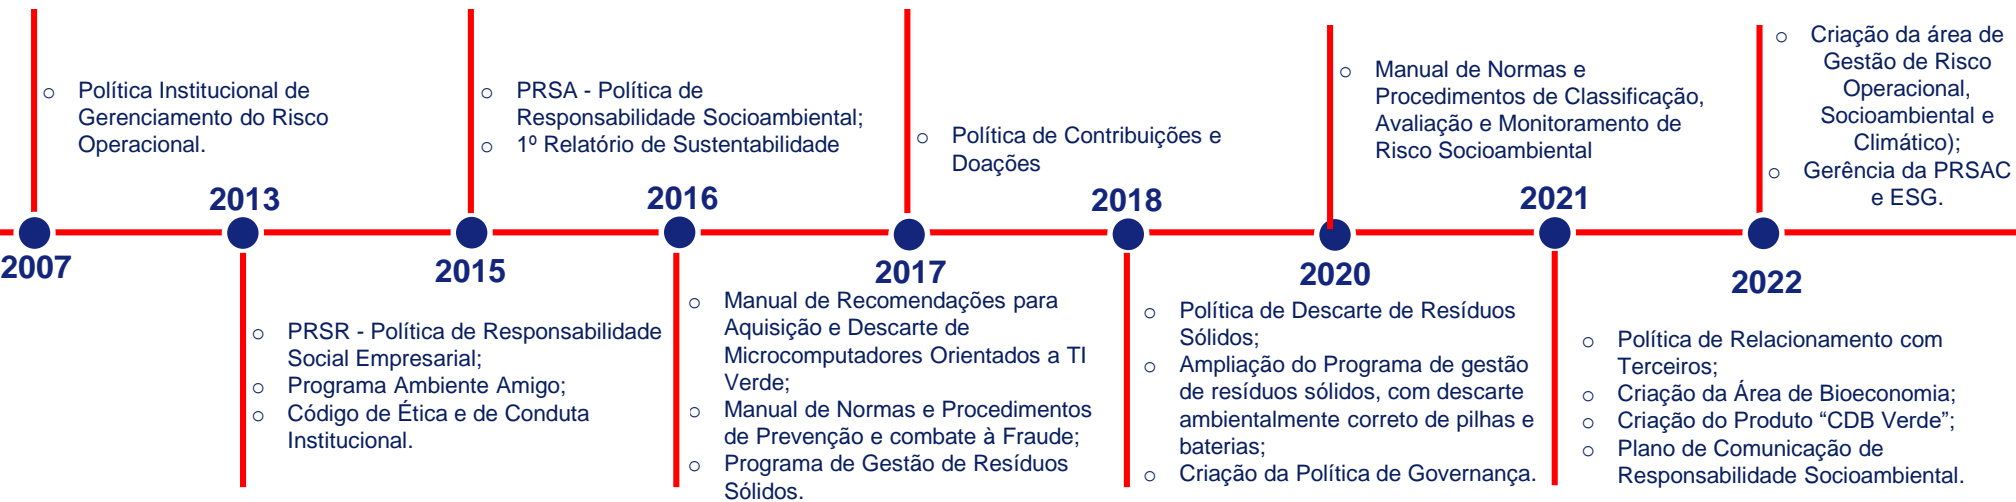 2007
○ Política Institucional de
Gerenciamento do Risco
Operacional.
2013
○ PRSR - Política de Responsabilidade
Social Empresarial;
○ Programa Ambiente Amigo;
○ Código de Ética e de Conduta
Institucional.
2015
○ PRSA - Política de
Responsabilidade Socioambiental;
○ 1º Relatório de Sustentabilidade
2016
○ Manual de Recomendações para
Aquisição e Descarte de
Microcomputadores Orientados a TI
Verde;
○ Manual de Normas e Procedimentos
de Prevenção e combate à Fraude;
○ Programa de Gestão de Resíduos
Sólidos.
2017
○ Política de Contribuições e
Doações
2018
○ Política de Descarte de Resíduos
Sólidos;
○ Ampliação do Programa de gestão
de resíduos sólidos, com descarte
ambientalmente correto de pilhas e
baterias;
○ Criação da Política de Governança.
2020
○ Manual de Normas e
Procedimentos de Classificação,
Avaliação e Monitoramento de
Risco Socioambiental
2021
○ Política de Relacionamento com
Terceiros;
○ Criação da Área de Bioeconomia;
○ Criação do Produto “CDB Verde”;
○ Plano de Comunicação de
Responsabilidade Socioambiental.
2022
○ Criação da área de
Gestão de Risco
Operacional,
Socioambiental e
Climático);
○ Gerência da PRSAC
e ESG.